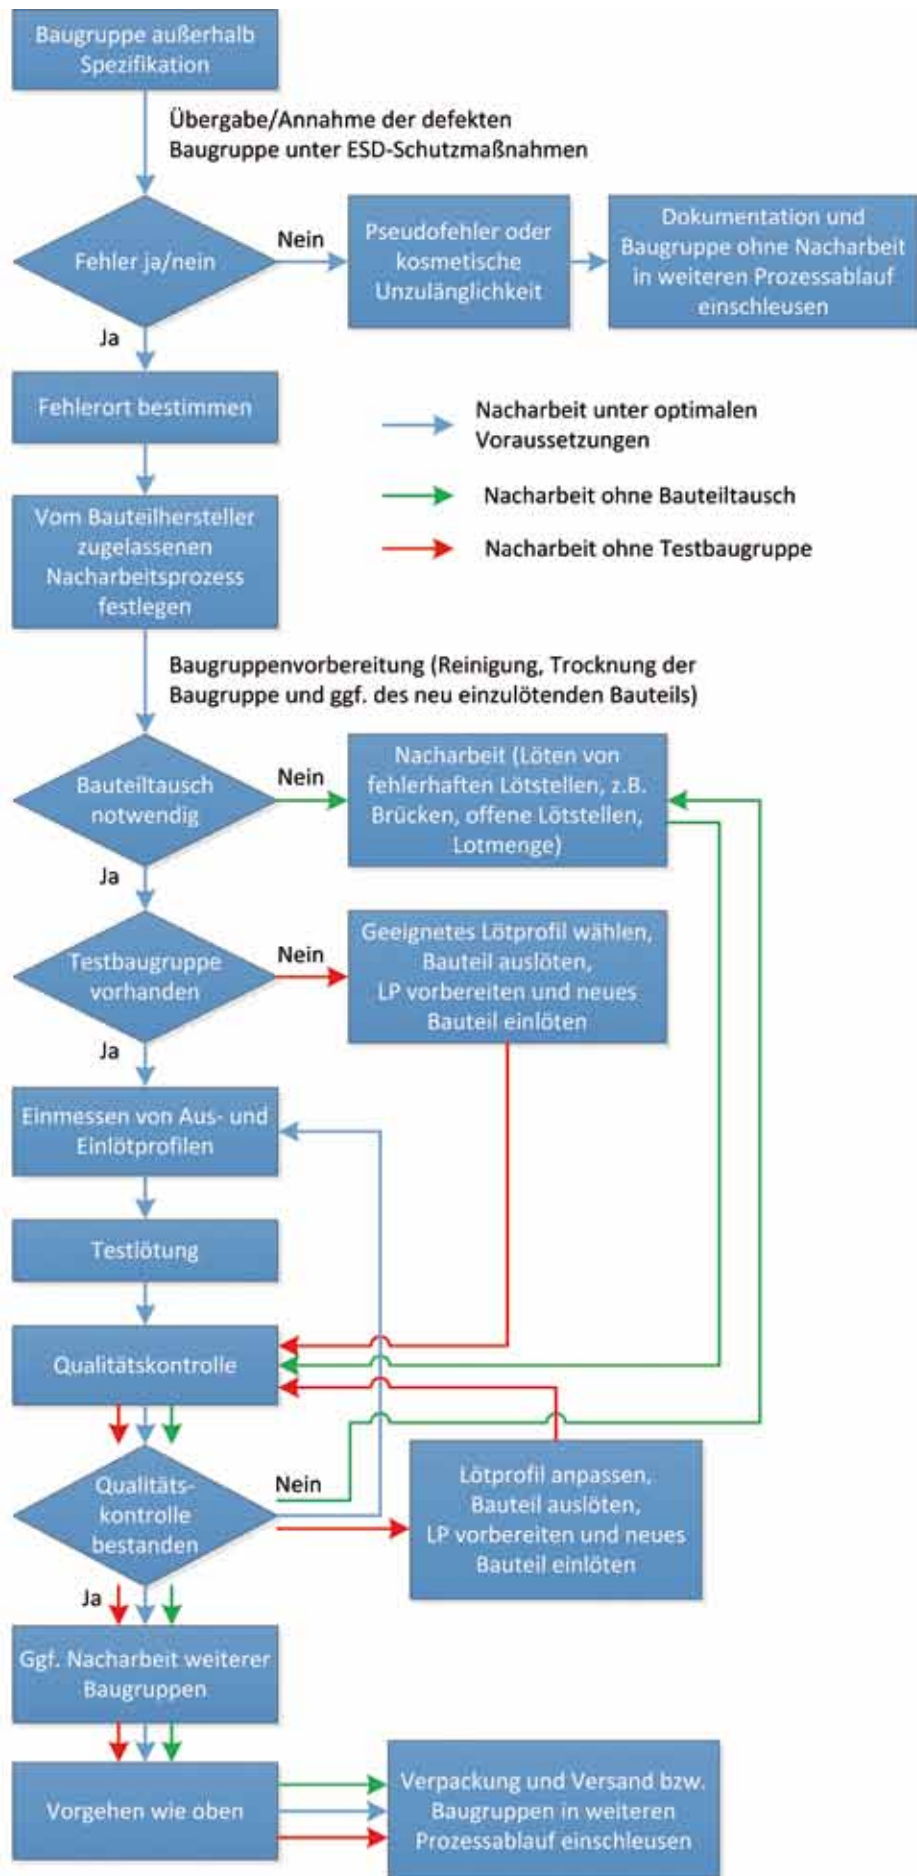 Baugruppe außerhalb
Spezifikation
Übergabe/Annahme der defekten
Baugruppe unter ESD-Schutzmaßnahmen
Fehler ja/nein
Nein
Pseudofehler oder
kosmetische
Unzulänglichkeit
Dokumentation und
Baugruppe ohne Nacharbeit
in weiteren Prozessablauf
einschleusen
Ja
Fehlerort bestimmen
Nacharbeit unter optimalen
Voraussetzungen
Nacharbeit ohne Bauteiltausch
Nacharbeit ohne Testbaugruppe
Vom Bauteilhersteller
zugelassenen
Nacharbeitsprozess
festlegen
Baugruppenvorbereitung (Reinigung, Trocknung der
Baugruppe und ggf. des neu einzulötenden Bauteils)
Bauteiltausch
notwendig
Nein
Nacharbeit (Löten von
fehlerhaften Lötstellen, z.B.
Brücken, offene Lötstellen,
Lotmenge)
Ja
Testbaugruppe
vorhanden
Nein
Geeignetes Lötprofil wählen,
Bauteil auslöten,
LP vorbereiten und neues
Bauteil einlöten
Ja
Einmessen von Aus- und
Einlötprofilen
Testlötung
Qualitätskontrolle
Qualitäts-
kontrolle
bestanden
Nein
Lötprofil anpassen,
Bauteil auslöten,
LP vorbereiten und neues
Bauteil einlöten
Ja
Ggf. Nacharbeit weiterer
Baugruppen
Vorgehen wie oben
Verpackung und Versand bzw.
Baugruppen in weiteren
Prozessablauf einschleusen